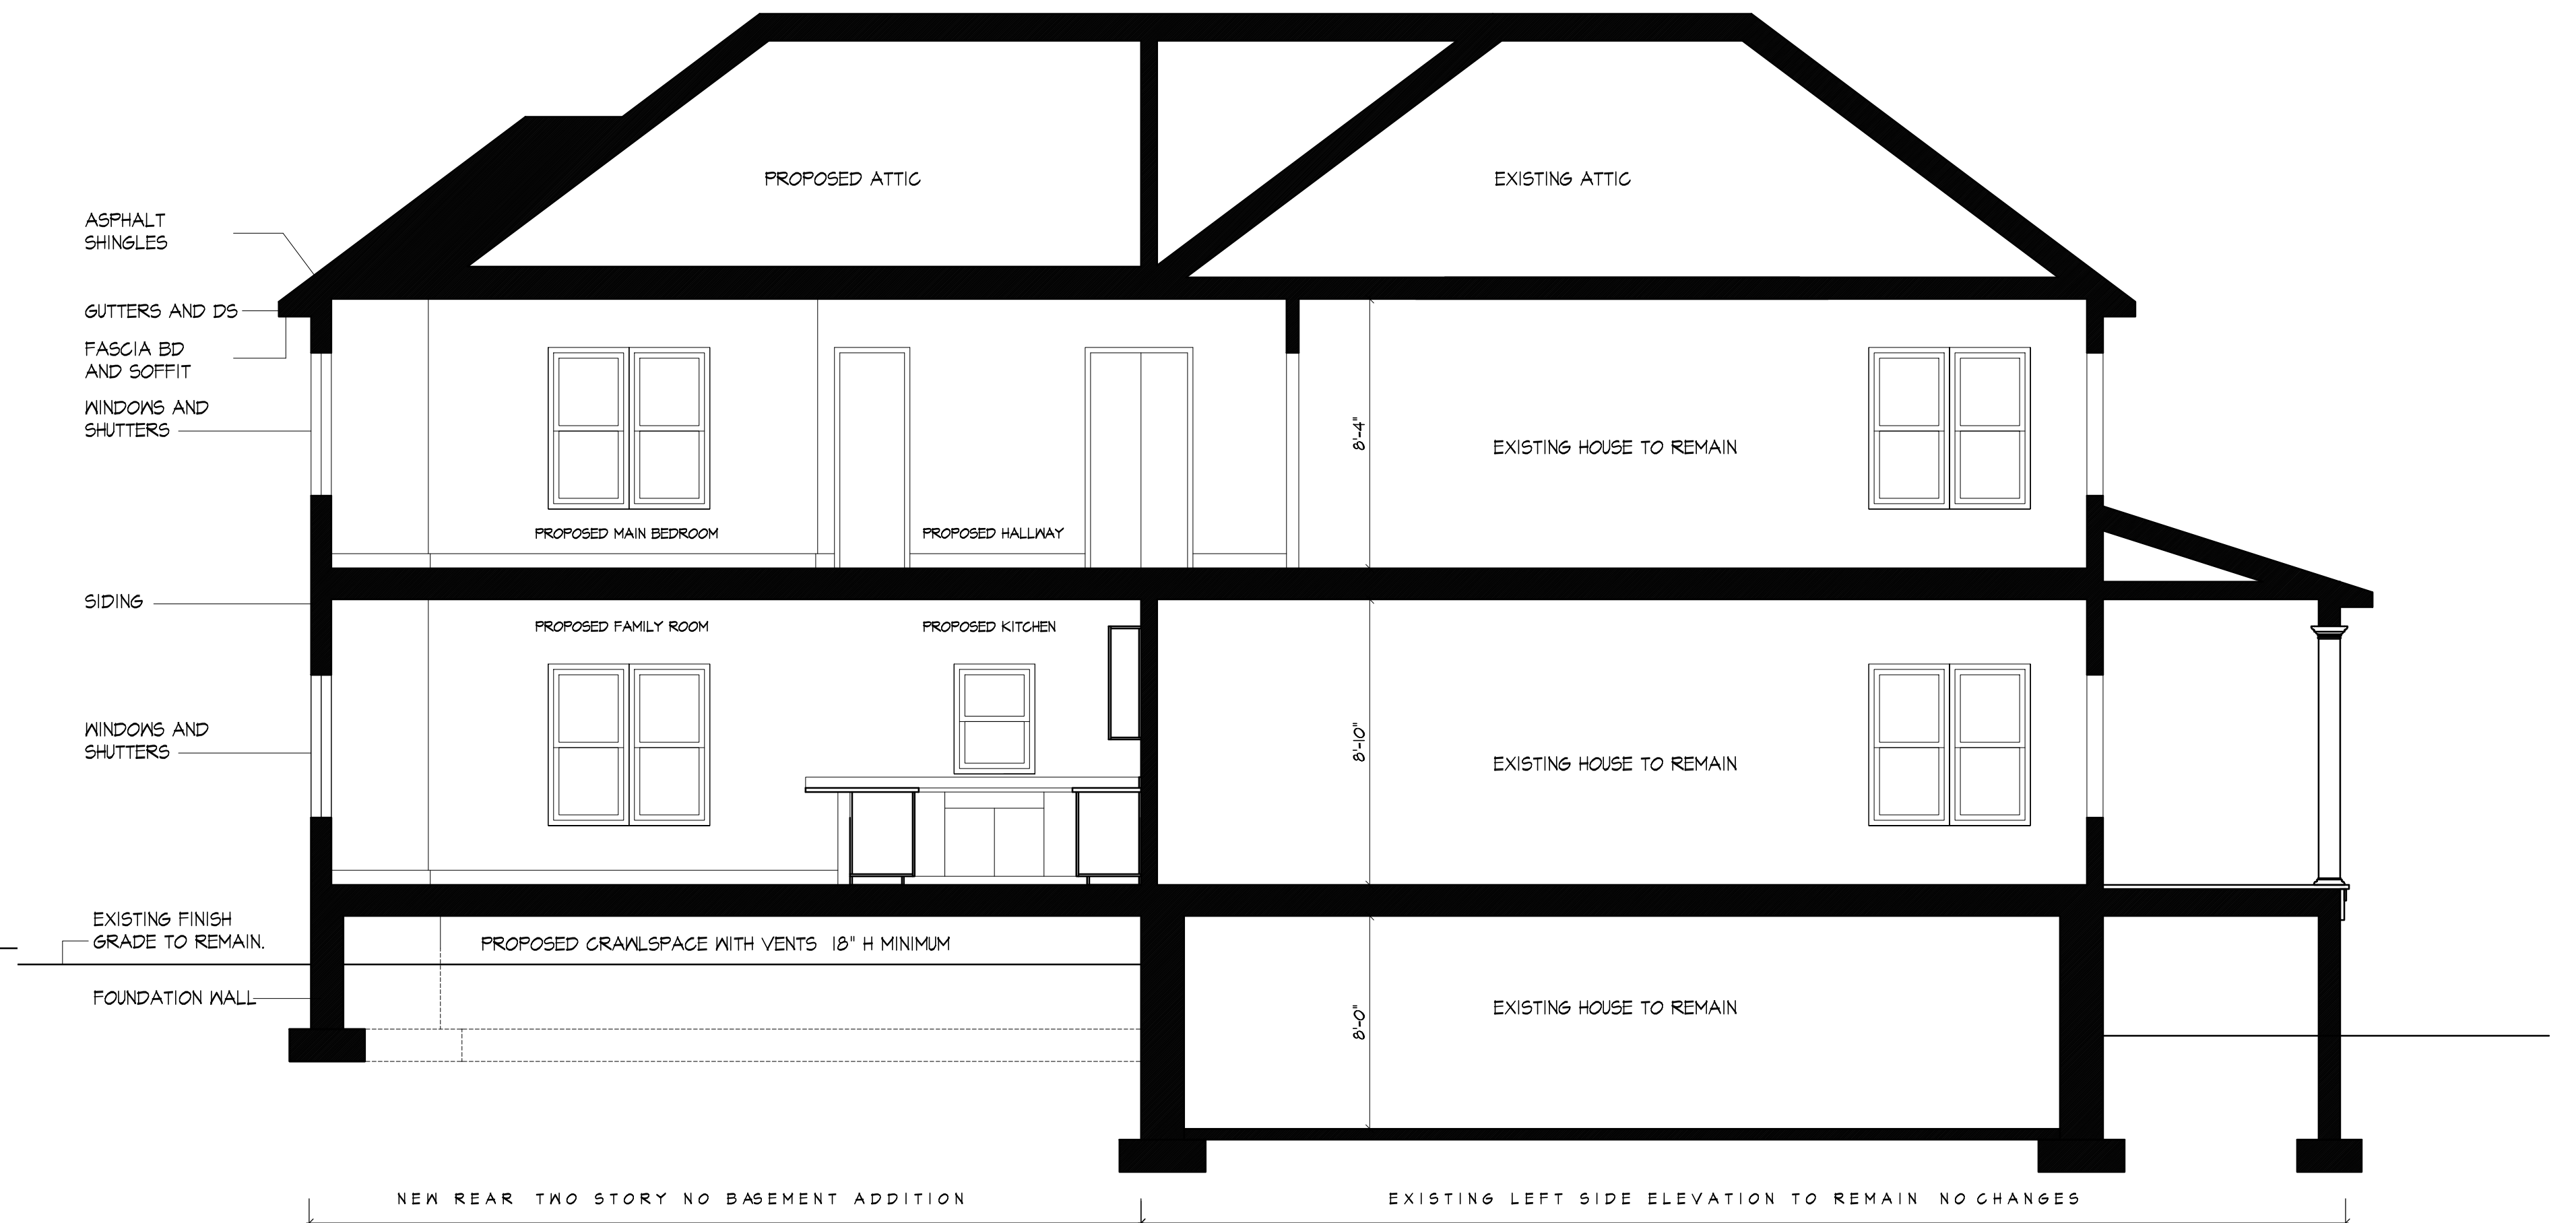 PROPOSED ATTIC
EXISTING ATTIC
ASPHALT
SHINGLES
GUTTERS AND DS
FASCIA BD
AND SOFFIT
WINDOWS AND
SHUTTERS
8'-4"
EXISTING HOUSE TO REMAIN
PROPOSED MAIN BEDROOM
PROPOSED HALLWAY
SIDING
PROPOSED FAMILY ROOM
PROPOSED KITCHEN
WINDOWS AND
SHUTTERS
8'-10"
EXISTING HOUSE TO REMAIN
EXISTING FINISH
GRADE TO REMAIN.
PROPOSED CRAWLSPACE WITH VENTS 18" H MINIMUM
FOUNDATION WALL
8'-0"
EXISTING HOUSE TO REMAIN
NEW REAR TWO STORY NO BASEMENT ADDITION
EXISTING LEFT SIDE ELEVATION TO REMAIN NO CHANGES